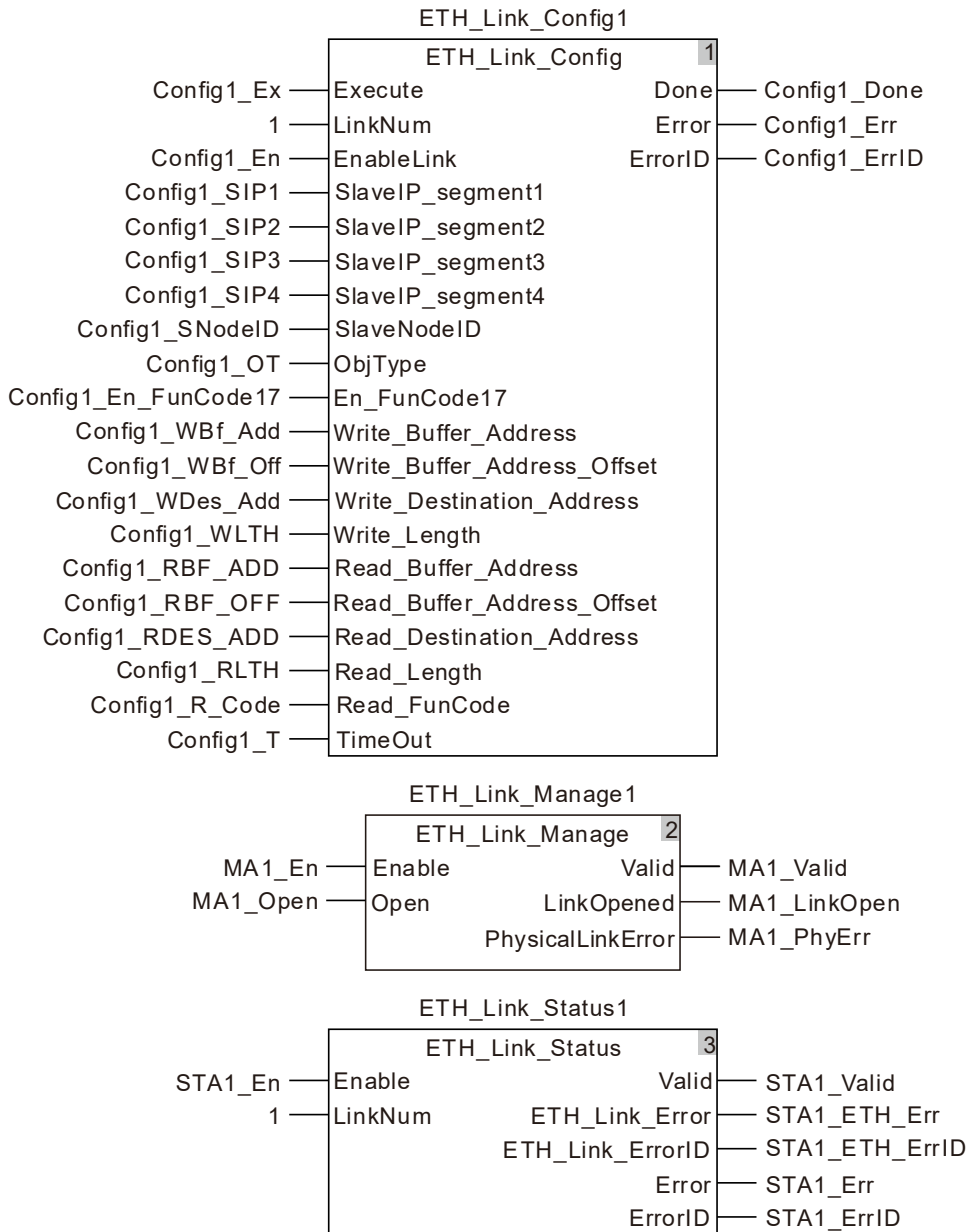 ETH_Link_Config1
ETH_Link_Config 1
Config1_Ex Execute Done Config1_Done
1 LinkNum Error Config1_Err
Config1_En EnableLink ErrorID Config1_ErrID
Config1_SIP1 SlaveIP_segment1
Config1_SIP2 SlaveIP_segment2
Config1_SIP3 SlaveIP_segment3
Config1_SIP4 SlaveIP_segment4
Config1_SNodeID SlaveNodeID
Config1_OT ObjType
Config1_En_FunCode17 En_FunCode17
Config1_WBf_Add Write_Buffer_Address
Config1_WBf_Off Write_Buffer_Address_Offset
Config1_WDes_Add Write_Destination_Address
Config1_WLTH Write_Length
Config1_RBF_ADD Read_Buffer_Address
Config1_RBF_OFF Read_Buffer_Address_Offset
Config1_RDES_ADD Read_Destination_Address
Config1_RLTH Read_Length
Config1_R_Code Read_FunCode
Config1_T TimeOut
ETH_Link_Manage1
ETH_Link_Manage 2
MA1_En Enable Valid MA1_Valid
MA1_Open Open LinkOpened MA1_LinkOpen
PhysicalLinkError MA1_PhyErr
ETH_Link_Status1
ETH_Link_Status 3
STA1_En Enable Valid STA1_Valid
1 LinkNum ETH_Link_Error STA1_ETH_Err
ETH_Link_ErrorID STA1_ETH_ErrID
Error STA1_Err
ErrorID STA1_ErrID